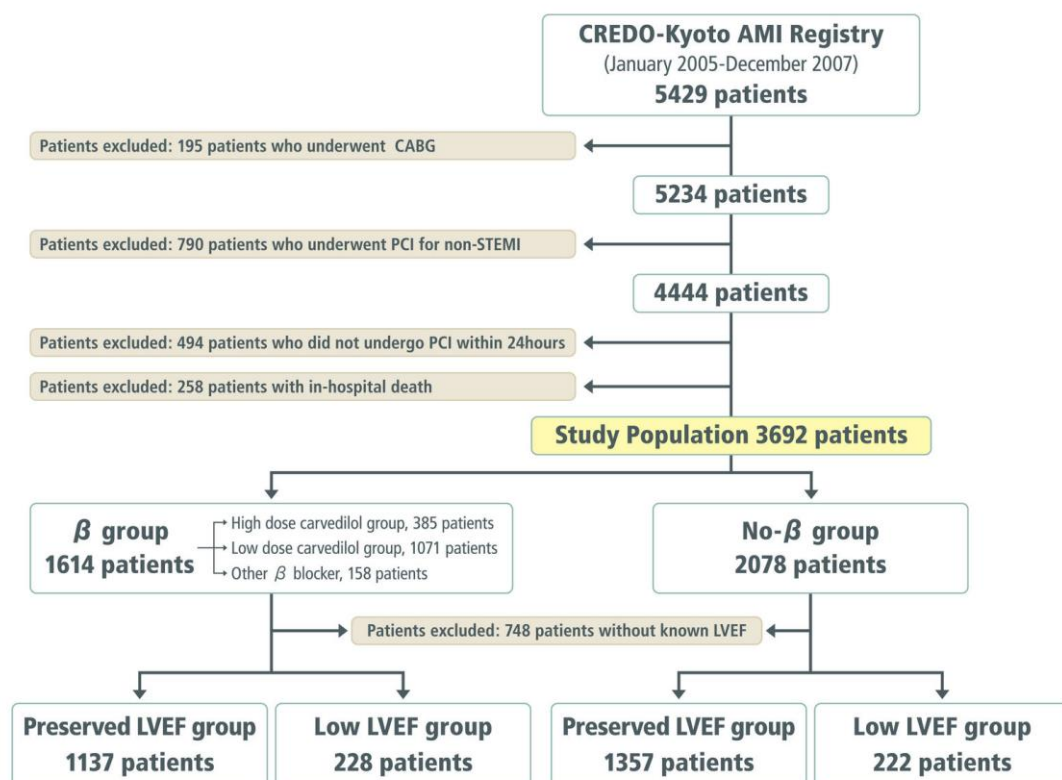 CREDO-Kyoto AMI Registry
(January 2005-December 2007)
5429 patients
Patients excluded: 195 patients who underwent CABG
5234 patients
Patients excluded: 790 patients who underwent PCI for non-STEMI
4444 patients
Patients excluded: 494 patients who did not undergo PCI within 24hours
Patients excluded: 258 patients with in-hospital death
Study Population 3692 patients
β group
1614 patients
High dose carvedilol group, 385 patients
Low dose carvedilol group, 1071 patients
Other β blocker, 158 patients
No-β group
2078 patients
Patients excluded: 748 patients without known LVEF
Preserved LVEF group
1137 patients
Low LVEF group
228 patients
Preserved LVEF group
1357 patients
Low LVEF group
222 patients